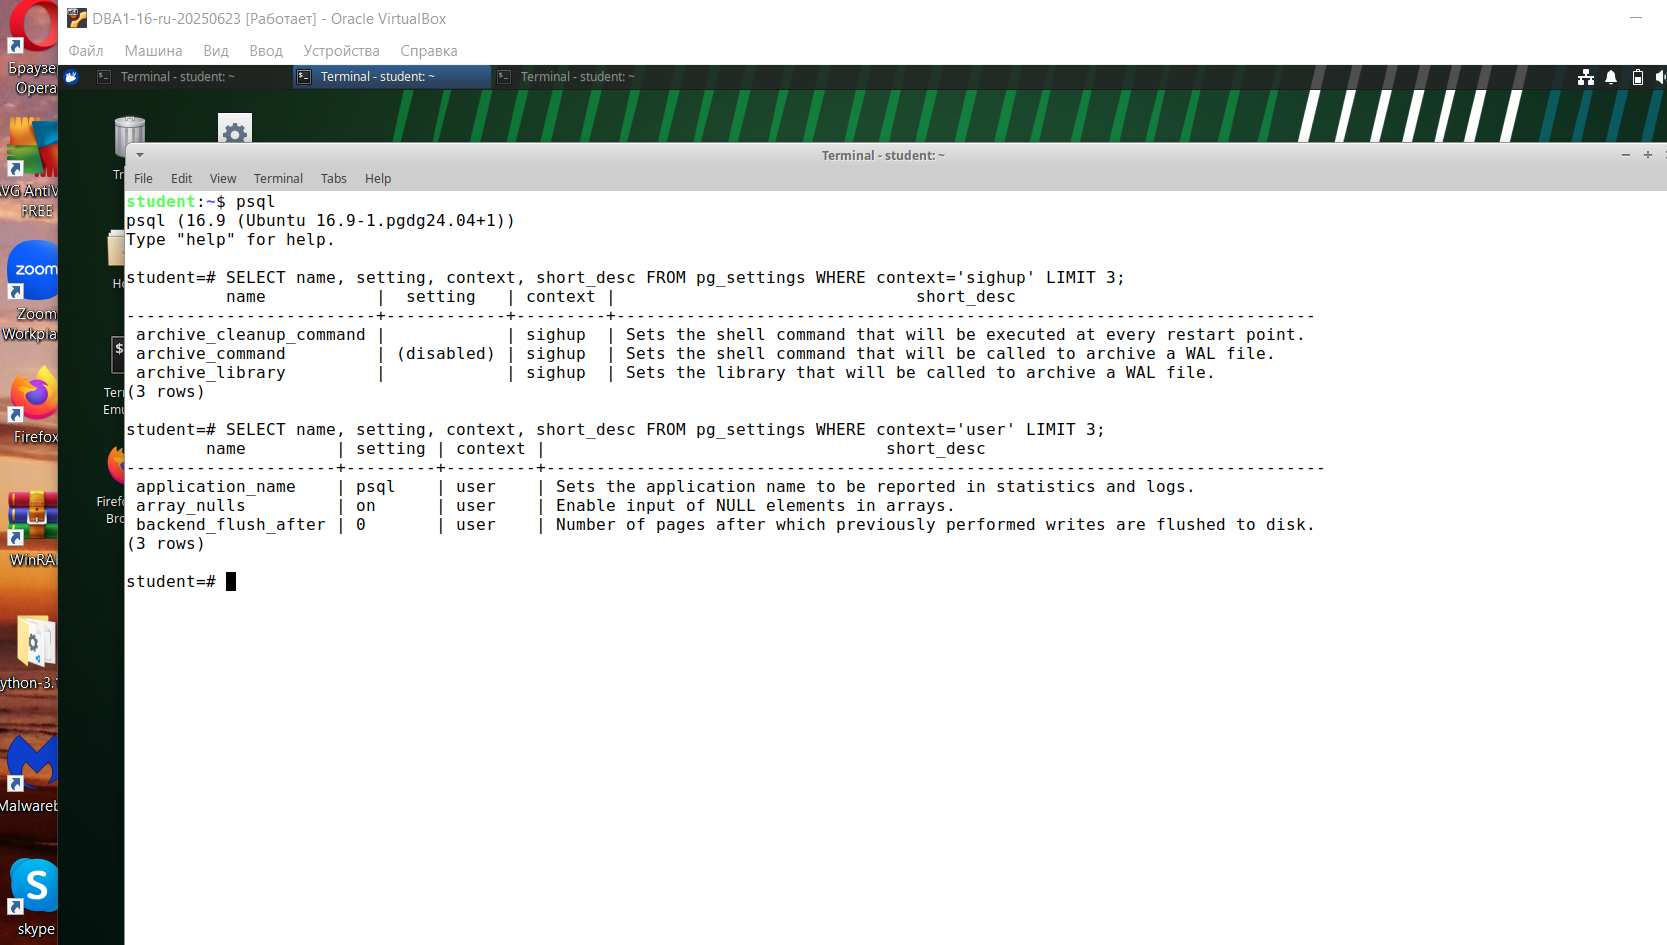 DBA1-16-ru-20250623 [Работает] - Oracle VirtualBox
Файл Машина Вид Ввод Устройства Справка
Terminal - student: ~ Terminal - student: ~ Terminal - student: ~
Terminal - student: ~
File Edit View Terminal Tabs Help
student:~$ psql
psql (16.9 (Ubuntu 16.9-1.pgdg24.04+1))
Type "help" for help.
student=# SELECT name, setting, context, short_desc FROM pg_settings WHERE context='sighup' LIMIT 3;
name | setting | context | short_desc
-------------------------+------------+---------+----------------------------------------------------------------------
archive_cleanup_command | | sighup | Sets the shell command that will be executed at every restart point.
archive_command | (disabled) | sighup | Sets the shell command that will be called to archive a WAL file.
archive_library | | sighup | Sets the library that will be called to archive a WAL file.
(3 rows)
student=# SELECT name, setting, context, short_desc FROM pg_settings WHERE context='user' LIMIT 3;
name | setting | context | short_desc
---------------------+---------+---------+------------------------------------------------------------------------------
application_name | psql | user | Sets the application name to be reported in statistics and logs.
array_nulls | on | user | Enable input of NULL elements in arrays.
backend_flush_after | 0 | user | Number of pages after which previously performed writes are flushed to disk.
(3 rows)
student=#
Браузе
Opera
VG AntiV
FREE
zoom
Zoom
Workpla
Firefox
WinRA
ython-3.
Malwareb
skype
Tr
Ho
Terr
Emu
Firefo
Bro